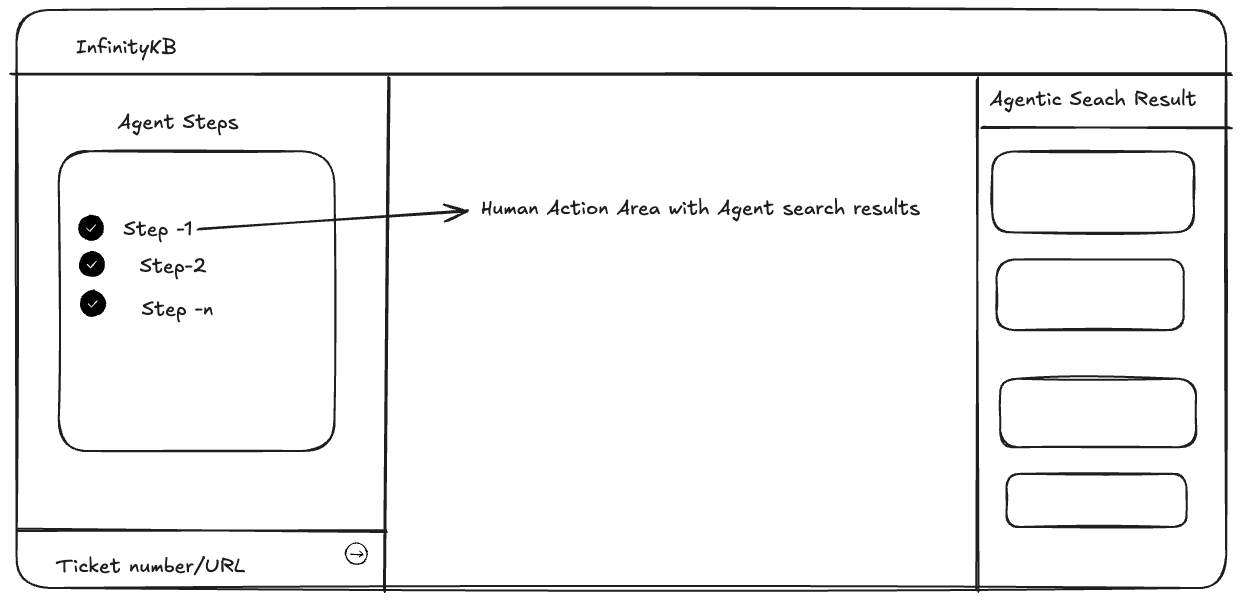 InfinityKB
Agent Steps
Step -1
Step-2
Step -n
Ticket number/URL
Human Action Area with Agent search results
Agentic Seach Result